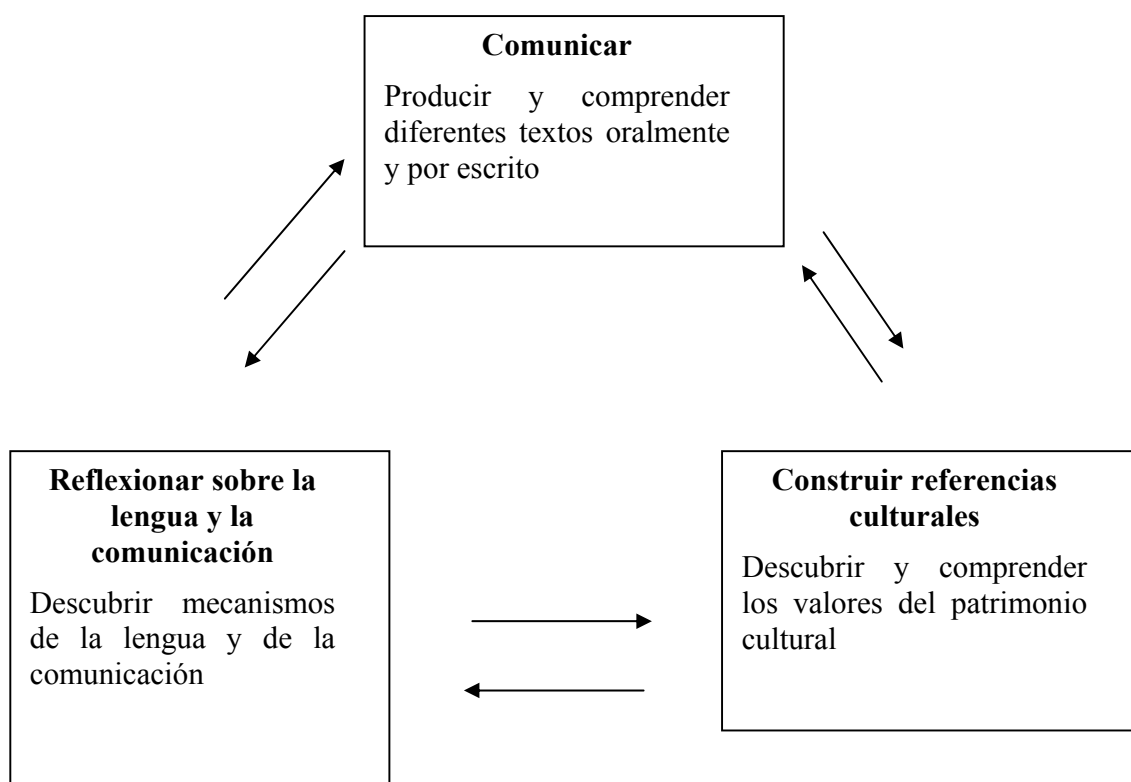 Comunicar
Producir y comprender
diferentes textos oralmente
y por escrito
Reflexionar sobre la
lengua y la
comunicación
Descubrir mecanismos
de la lengua y de la
comunicación
Construir referencias
culturales
Descubrir y comprender
los valores del patrimonio
cultural